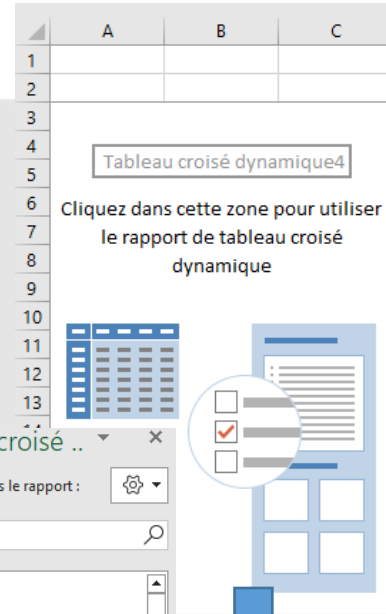 A B C
1
2
3
4
Tableau croisé dynamique4
5
6
Cliquez dans cette zone pour utiliser
7
le rapport de tableau croisé
8
dynamique
9
10
11
12
13
croisé ..
s le rapport :